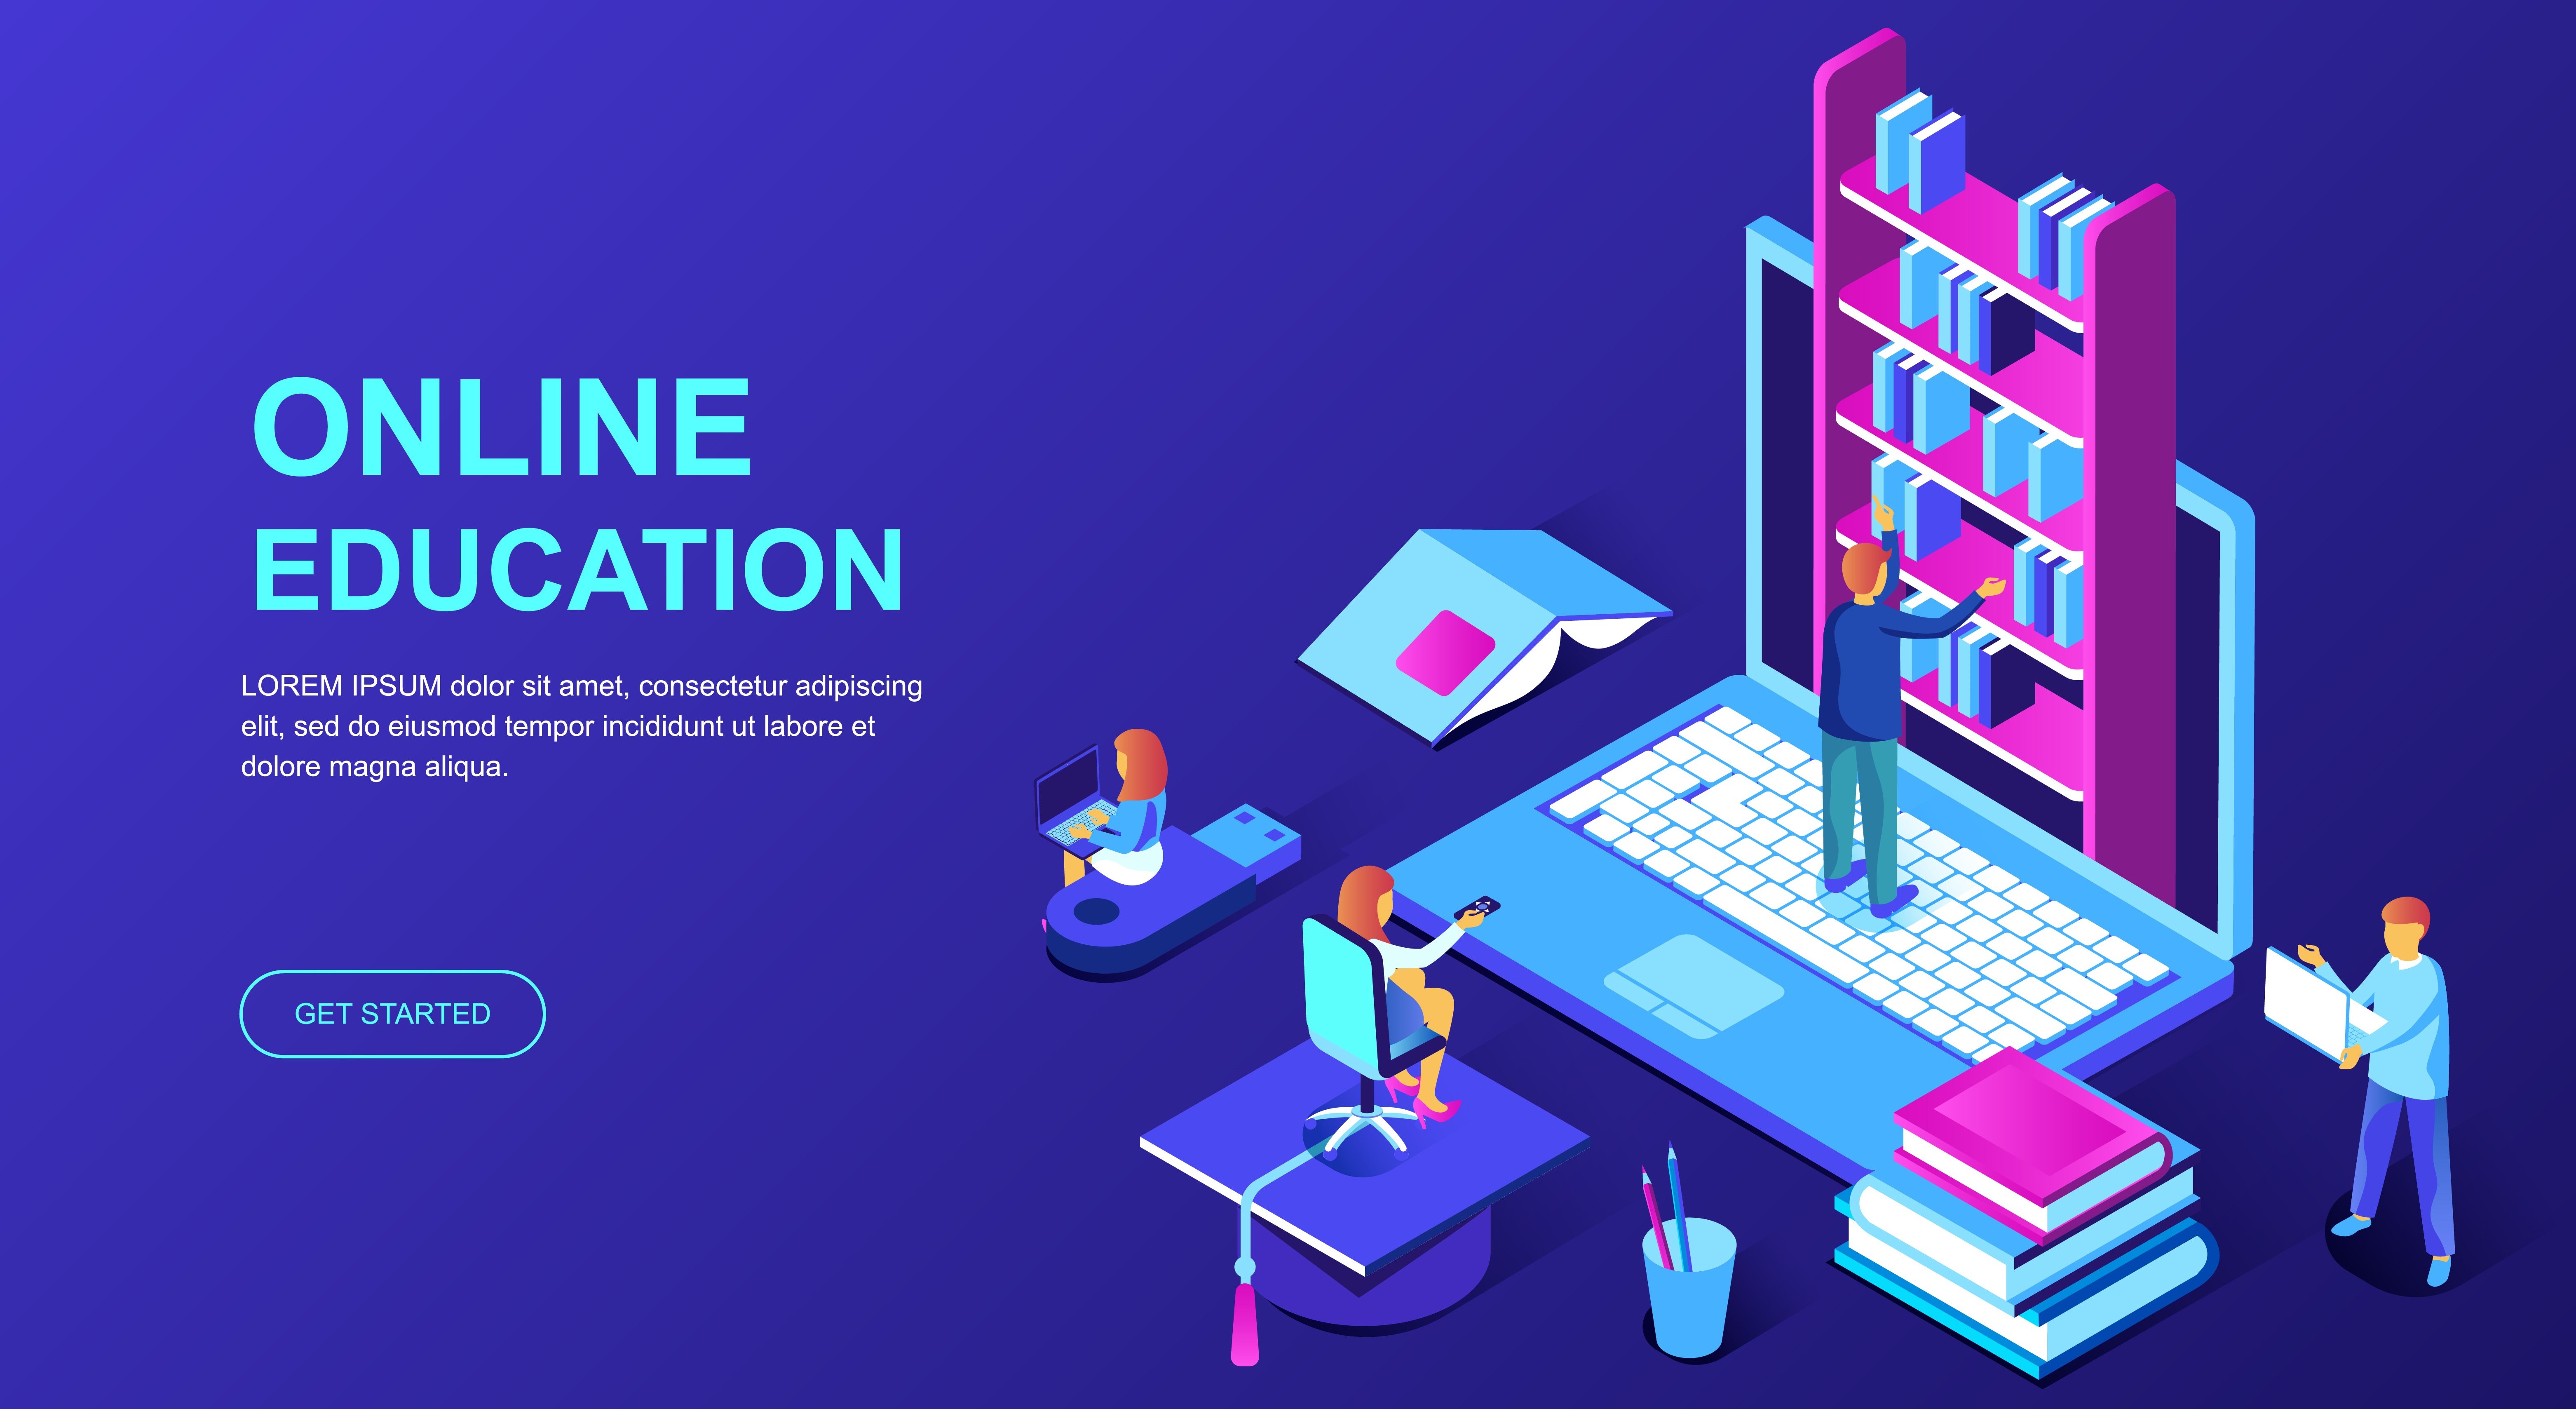 ONLINE
EDUCATION
LOREM IPSUM dolor sit amet, consectetur adipiscing
elit, sed do eiusmod tempor incididunt ut labore et
dolore magna aliqua.
GET STARTED